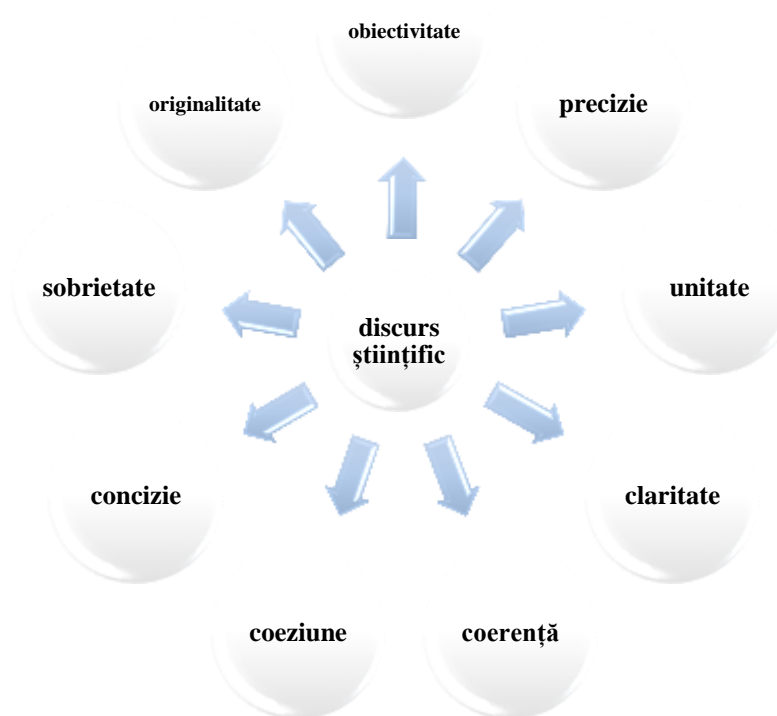 obiectivitate
originalitate
precizie
sobrietate
unitate
discurs
științific
concizie
claritate
coeziune
coerență